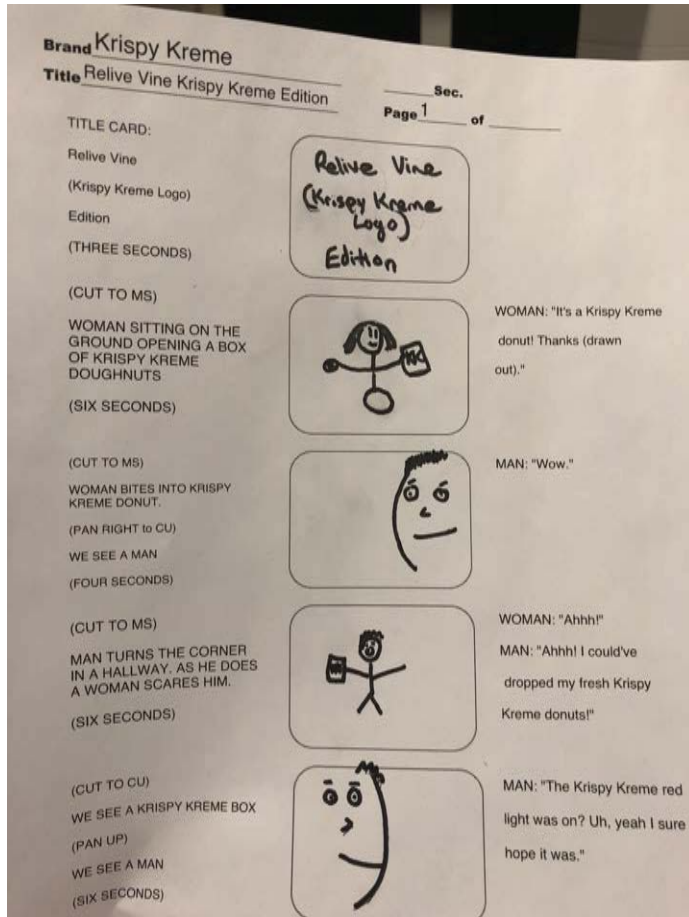 Brand Krispy Kreme
Title Relive Vine Krispy Kreme Edition
Sec.
Page 1 of
TITLE CARD:
Relive Vine
(Krispy Kreme Logo)
Edition
(THREE SECONDS)
Relive Vine
(Krispy Kreme
Logo)
Edition
(CUT TO MS)
WOMAN SITTING ON THE
GROUND OPENING A BOX
OF KRISPY KREME
DOUGHNUTS
(SIX SECONDS)
KK
WOMAN: "It's a Krispy Kreme
donut! Thanks (drawn
out)."
(CUT TO MS)
WOMAN BITES INTO KRISPY
KREME DONUT.
(PAN RIGHT to CU)
WE SEE A MAN
(FOUR SECONDS)
MAN: "Wow."
(CUT TO MS)
MAN TURNS THE CORNER
IN A HALLWAY. AS HE DOES
A WOMAN SCARES HIM.
(SIX SECONDS)
WOMAN: "Ahhh!"
MAN: "Ahhh! I could've
dropped my fresh Krispy
Kreme donuts!"
(CUT TO CU)
WE SEE A KRISPY KREME BOX
(PAN UP)
WE SEE A MAN
(SIX SECONDS)
MAN: "The Krispy Kreme red
light was on? Uh, yeah I sure
hope it was."